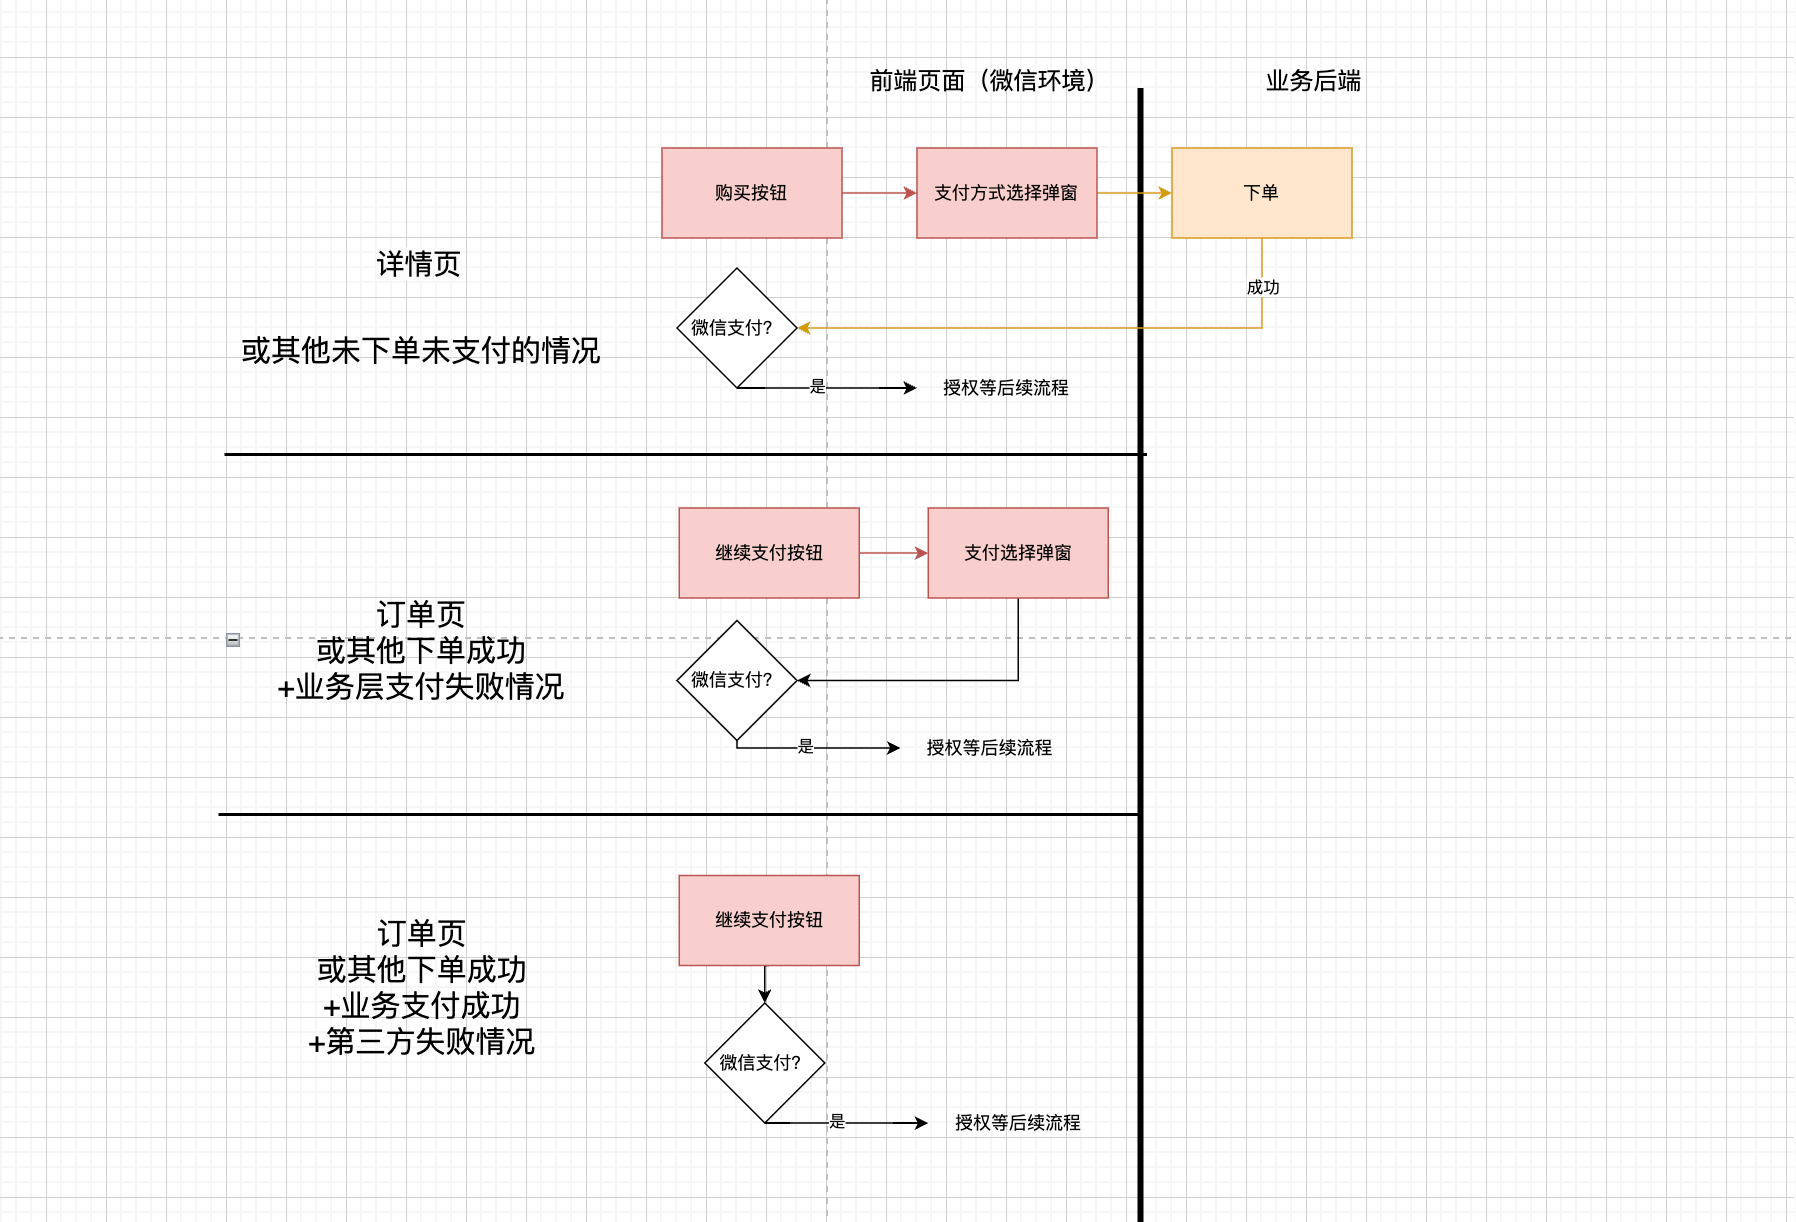 前端页面（微信环境）
业务后端
购买按钮
支付方式选择弹窗
下单
详情页
成功
微信支付?
或其他未下单未支付的情况
是
授权等后续流程
继续支付按钮
支付选择弹窗
订单页
或其他下单成功
+业务层支付失败情况
微信支付?
是
授权等后续流程
继续支付按钮
订单页
或其他下单成功
+业务支付成功
+第三方失败情况
微信支付?
是
授权等后续流程